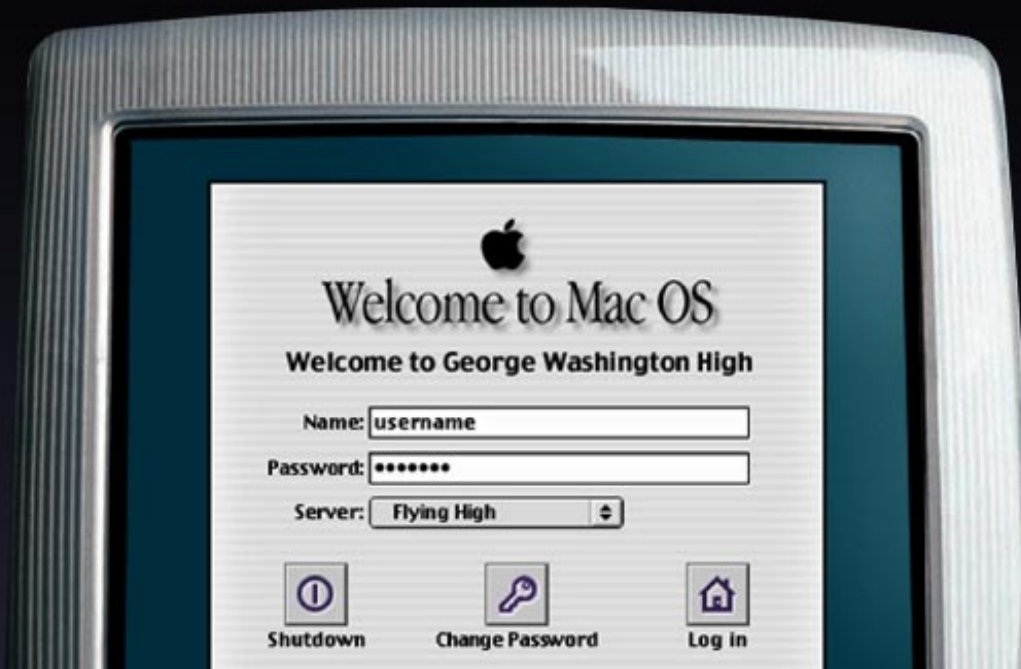 Welcome to Mac OS
Welcome to George Washington High
Name: username
Password: •••••••
Server: Flying High
Shutdown Change Password Log in